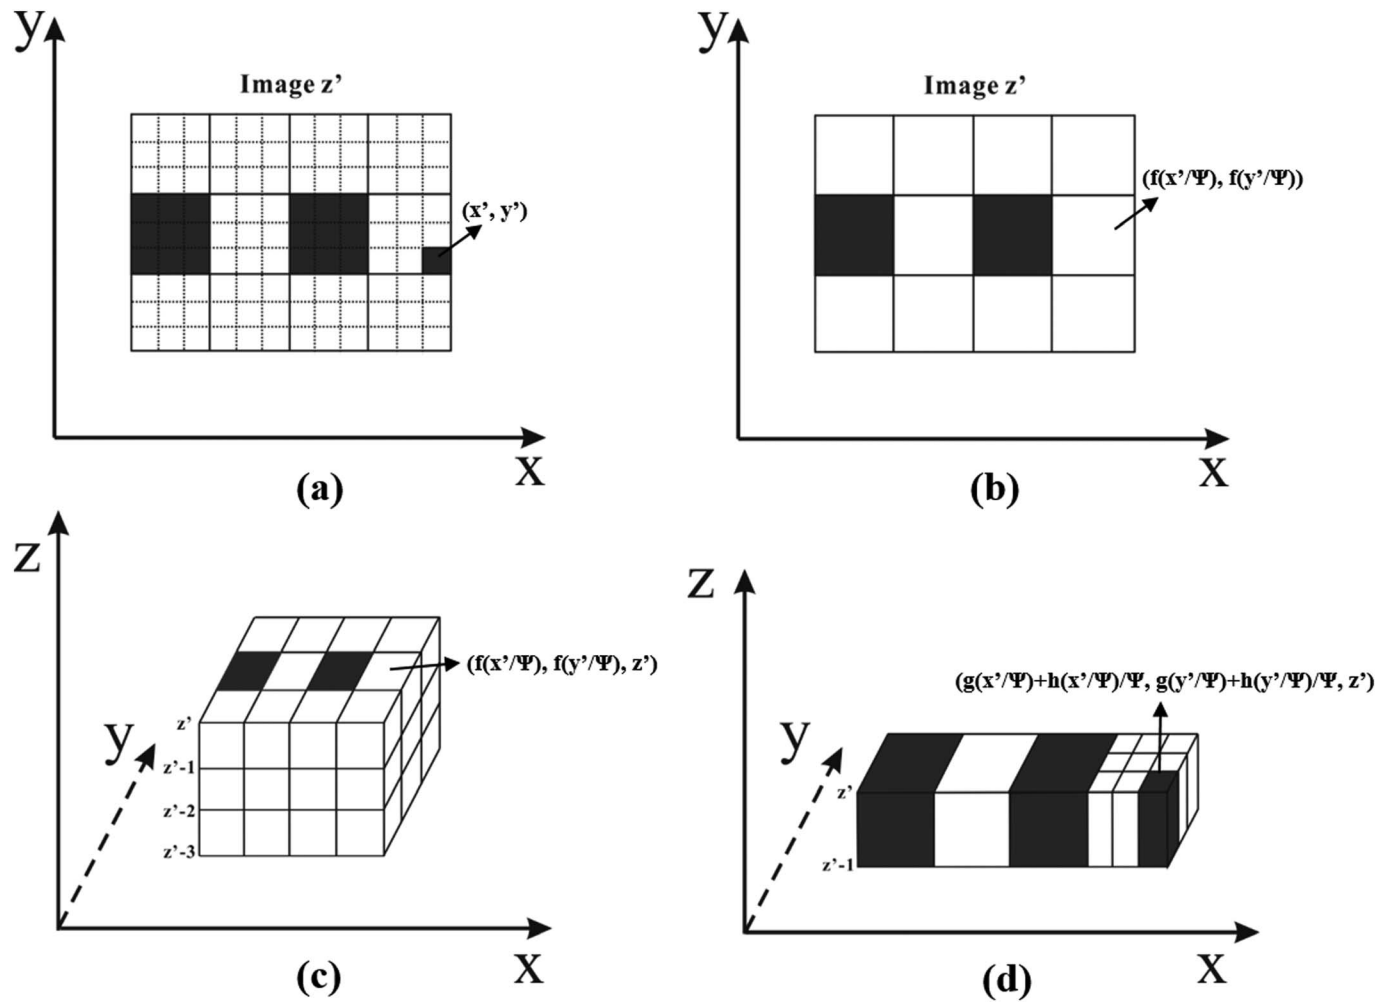 y
Image z’
(x’, y’)
x
(a)
y
Image z’
(f(x’/Ψ), f(y’/Ψ))
x
(b)
z
(f(x’/Ψ), f(y’/Ψ), z’)
y
z’
z’-1
z’-2
z’-3
x
(c)
z
(g(x’/Ψ)+h(x’/Ψ)/Ψ, g(y’/Ψ)+h(y’/Ψ)/Ψ, z’)
y
z’
z’-1
x
(d)